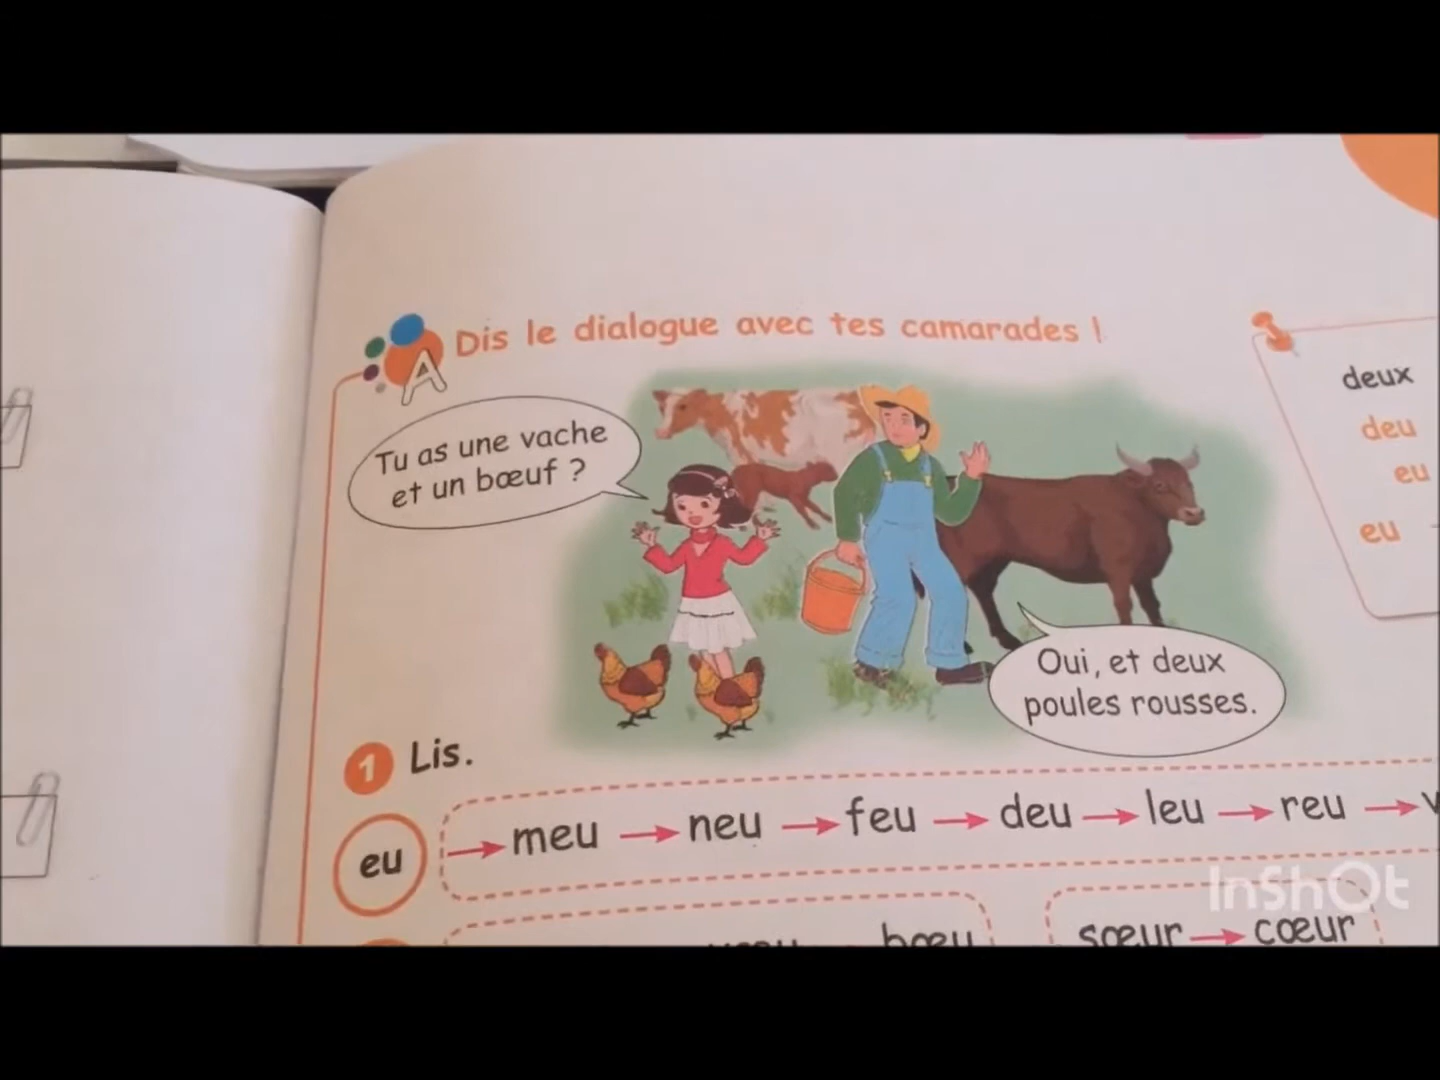 A Dis le dialogue avec tes camarades !
Tu as une vache
et un bœuf ?
Oui, et deux
poules rousses.
deux
deu
eu
eu
1 Lis.
eu → meu → neu → feu → deu → leu → reu →
bœu
sœur → cœur
InShOt